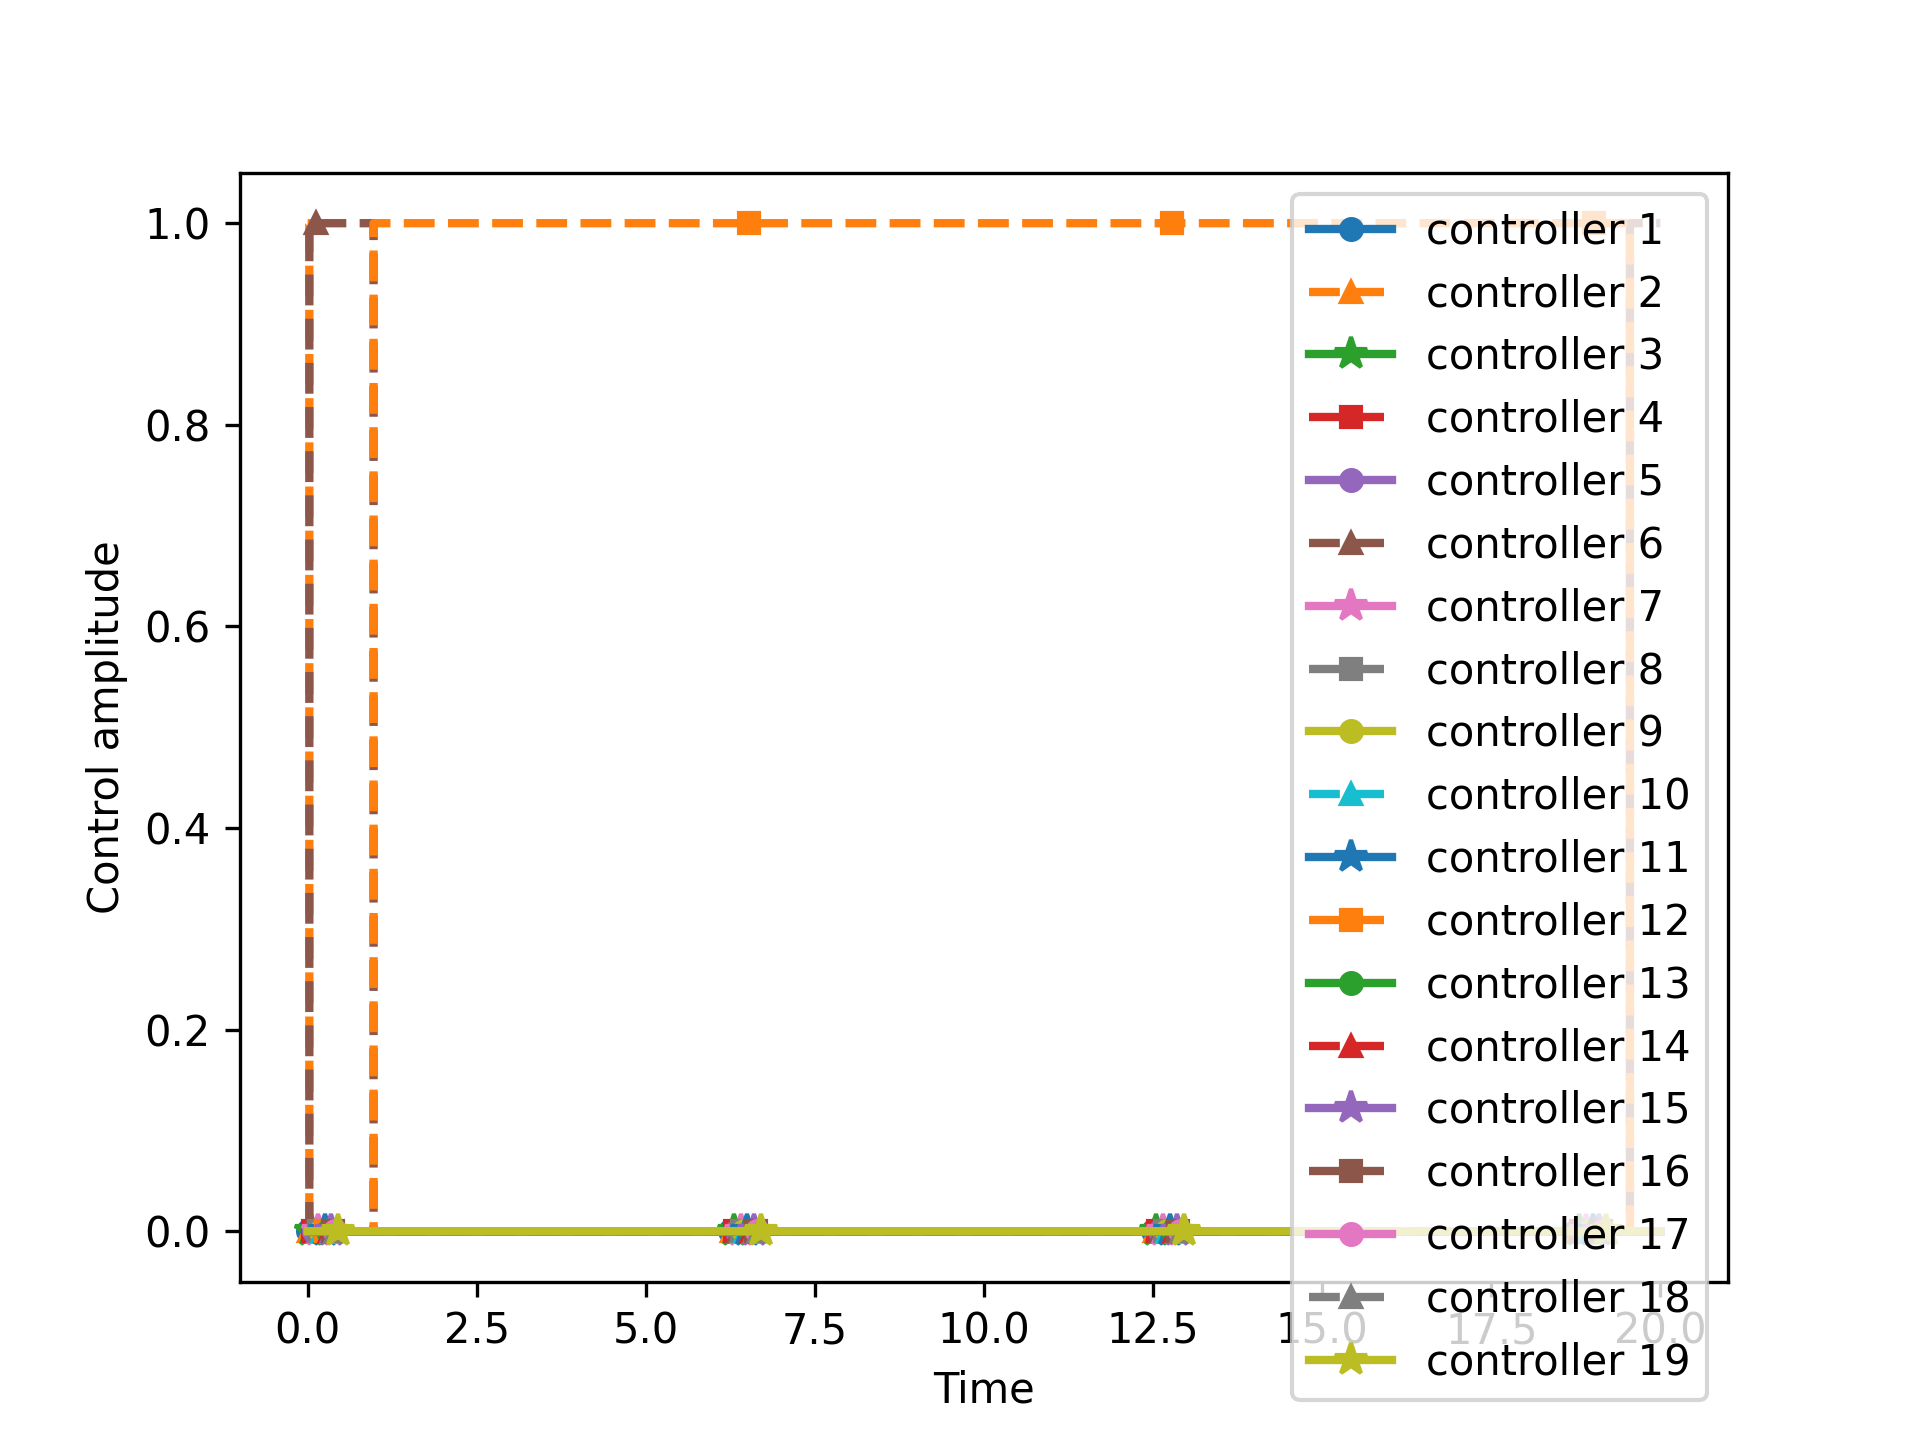 1.0
0.8
0.6
0.4
0.2
0.0
Control amplitude
0.0 2.5 5.0 7.5 10.0 12.5 15.0 17.5 20.0
Time
controller 1
controller 2
controller 3
controller 4
controller 5
controller 6
controller 7
controller 8
controller 9
controller 10
controller 11
controller 12
controller 13
controller 14
controller 15
controller 16
controller 17
controller 18
controller 19